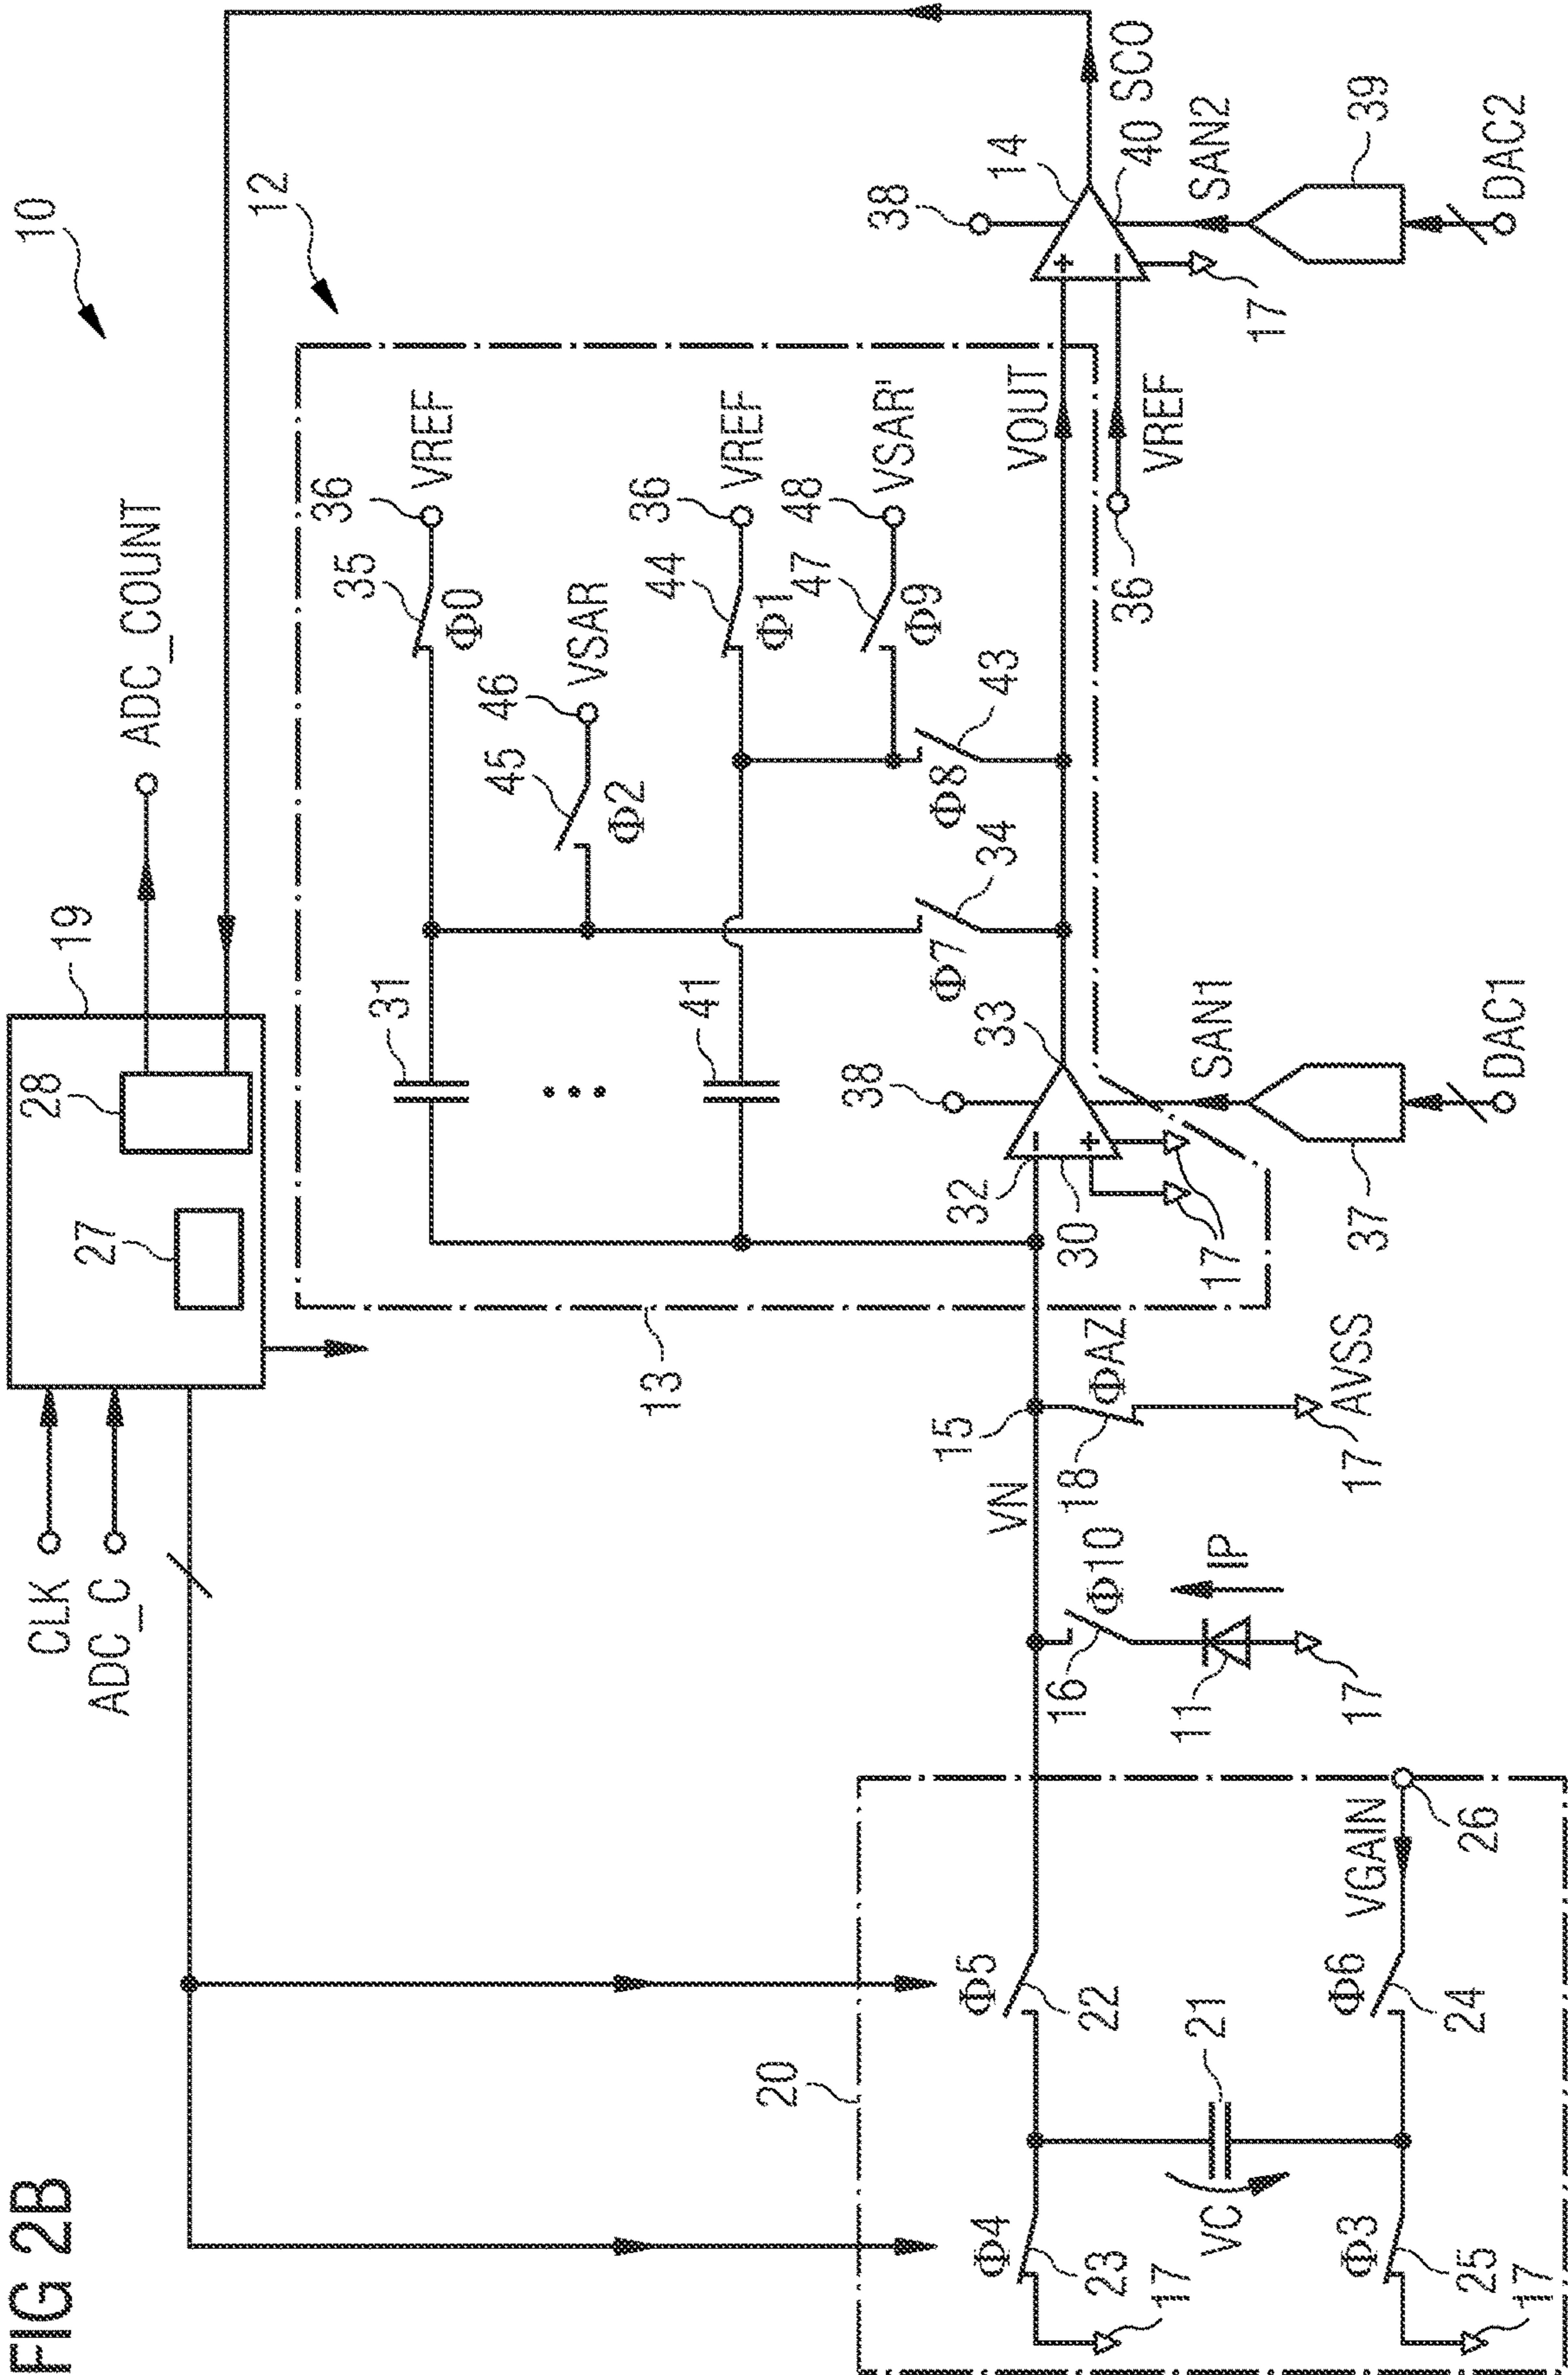 FIG 2B
10
12
19
28
27
CLK
ADC_C
ADC_COUNT
13
31
41
35
36
VREF
Φ0
45
46
VSAR
Φ2
44
36
VREF
Φ1
47
48
VSAR'
Φ9
Φ7
34
Φ8
43
VOUT
38
14
40
SCO
SAN2
39
DAC2
17
36
VREF
38
33
32
30
17
SAN1
37
DAC1
15
VN
18
ΦAZ
17
AVSS
16
Φ10
11
IP
17
20
Φ5
22
Φ4
23
17
21
VC
VGAIN
26
Φ6
24
Φ3
25
17